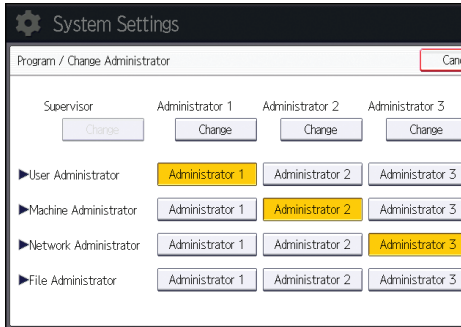 System Settings
Program / Change Administrator
Supervisor Administrator 1 Administrator 2 Administrator 3
Change Change Change Change
User Administrator Administrator 1 Administrator 2 Administrator 3
Machine Administrator Administrator 1 Administrator 2 Administrator 3
Network Administrator Administrator 1 Administrator 2 Administrator 3
File Administrator Administrator 1 Administrator 2 Administrator 3